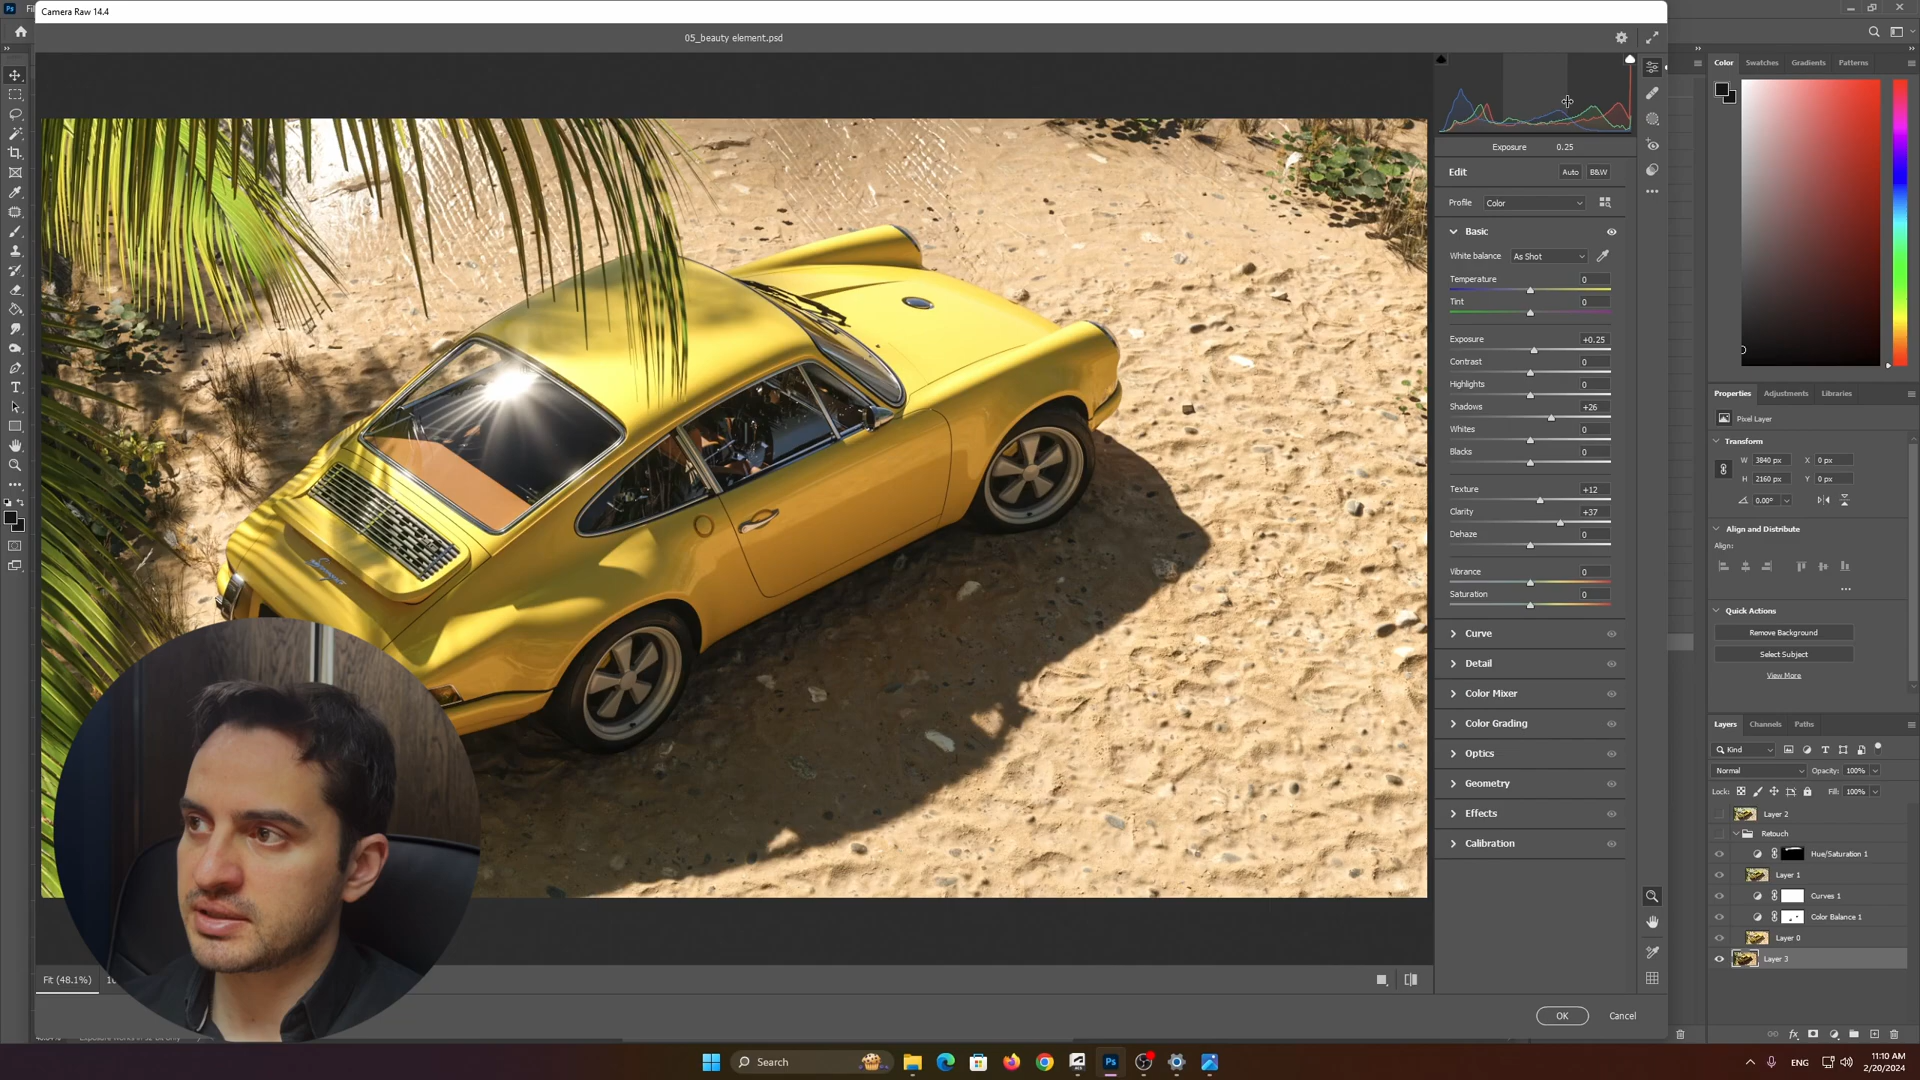 Ps
Fi
Camera Raw 14.4
05_beauty element.psd
Exposure 0.25
Edit Auto B&W
Profile Color
Basic
White balance As Shot
Temperature 0
Tint 0
Exposure +0.25
Contrast 0
Highlights 0
Shadows +26
Whites 0
Blacks 0
Texture +12
Clarity +37
Dehaze 0
Vibrance 0
Saturation 0
Curve
Detail
Color Mixer
Color Grading
Optics
Geometry
Effects
Calibration
Fit (48.1%)
OK Cancel
Color Swatches Gradients Patterns
Properties Adjustments Libraries
Pixel Layer
Transform
W 3840 px X 0 px
H 2160 px Y 0 px
0.00°
Align and Distribute
Align:
Quick Actions
Remove Background
Select Subject
View More
Layers Channels Paths
Kind
Normal Opacity: 100%
Lock: Fill: 100%
Layer 2
Retouch
Hue/Saturation 1
Layer 1
Curves 1
Color Balance 1
Layer 0
Layer 3
Search
Ps
ENG
11:10 AM
2/20/2024